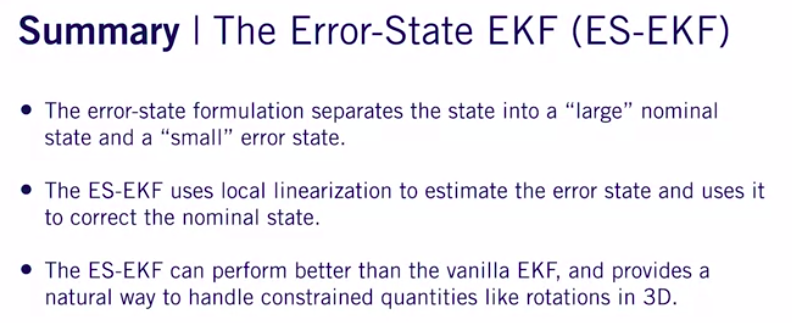 Summary | The Error-State EKF (ES-EKF)
• The error-state formulation separates the state into a “large” nominal
state and a “small” error state.
• The ES-EKF uses local linearization to estimate the error state and uses it
to correct the nominal state.
• The ES-EKF can perform better than the vanilla EKF, and provides a
natural way to handle constrained quantities like rotations in 3D.